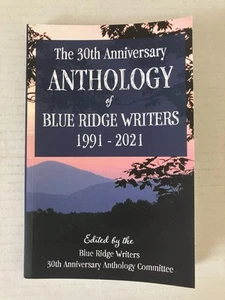 The 30th Anniversary
ANTHOLOGY
of
BLUE RIDGE WRITERS
1991 - 2021
Edited by the
Blue Ridge Writers
30th Anniversary Anthology Committee